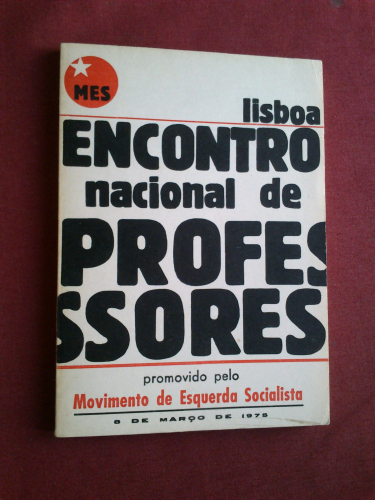 MES
lisboa
ENCONTRO
nacional de
PROFES
SSORES
promovido pelo
Movimento de Esquerda Socialista
8 DE MARÇO DE 1975